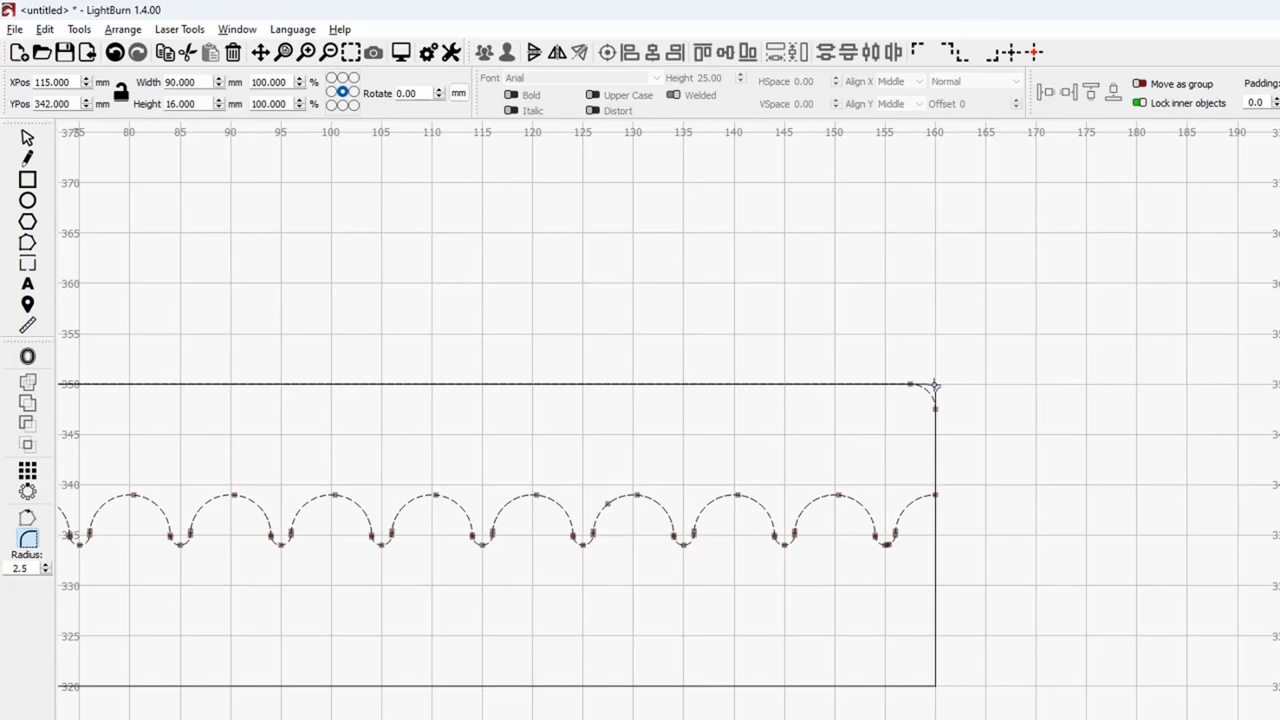 <untitled> * - LightBurn 1.4.00
File Edit Tools Arrange Laser Tools Window Language Help
XPos 115.000 mm Width 90.000 mm 100.000 % Rotate 0.00 mm Font Arial Height 25.00 HSpace 0.00 Align X Middle Normal Move as group Padding:
YPos 342.000 mm Height 16.000 mm 100.000 % Bold Upper Case Welded VSpace 0.00 Align Y Middle Offset 0 Lock inner objects 0.0
Italic Distort
75 80 85 90 95 100 105 110 115 120 125 130 135 140 145 150 155 160 165 170 175 180 185 190
370
365
360
355
350
345
340
335
330
325
320
A
Radius:
2.5